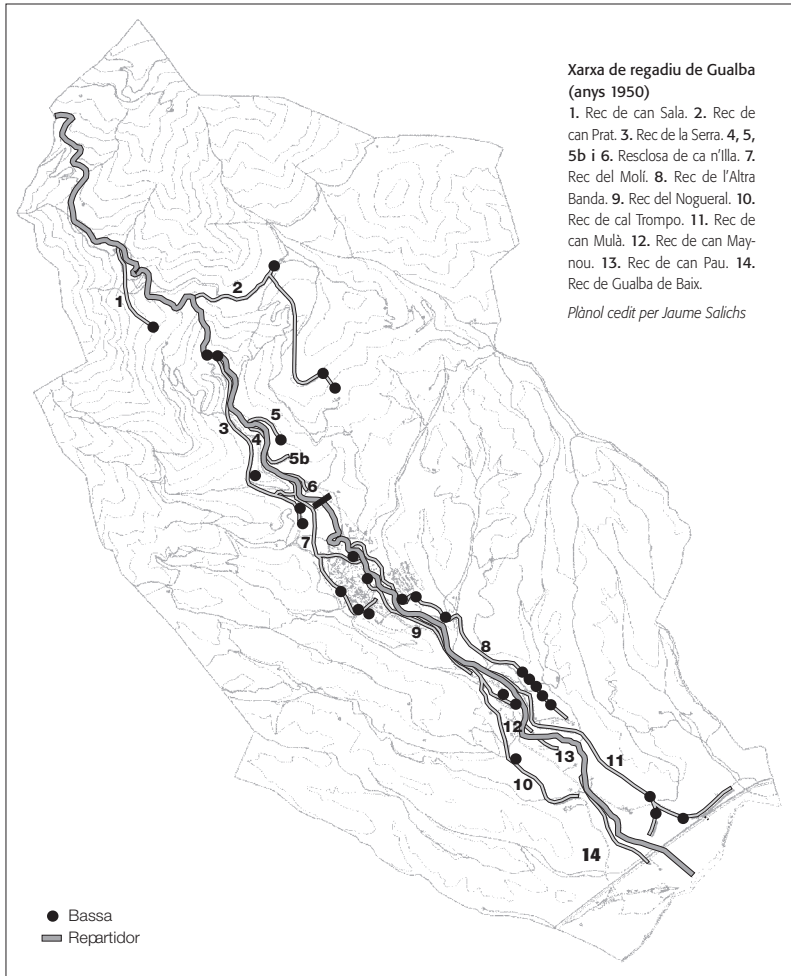 Xarxa de regadiu de Gualba
(anys 1950)
1. Rec de can Sala. 2. Rec de
can Prat. 3. Rec de la Serra. 4, 5,
5b i 6. Resclosa de ca n'Illa. 7.
Rec del Molí. 8. Rec de l'Altra
Banda. 9. Rec del Nogueral. 10.
Rec de cal Trompo. 11. Rec de
can Mulà. 12. Rec de can May-
nou. 13. Rec de can Pau. 14.
Rec de Gualba de Baix.
Plànol cedit per Jaume Salichs
2
1
5
3
4
5b
6
7
9
8
12
13
11
10
14
Bassa
Repartidor